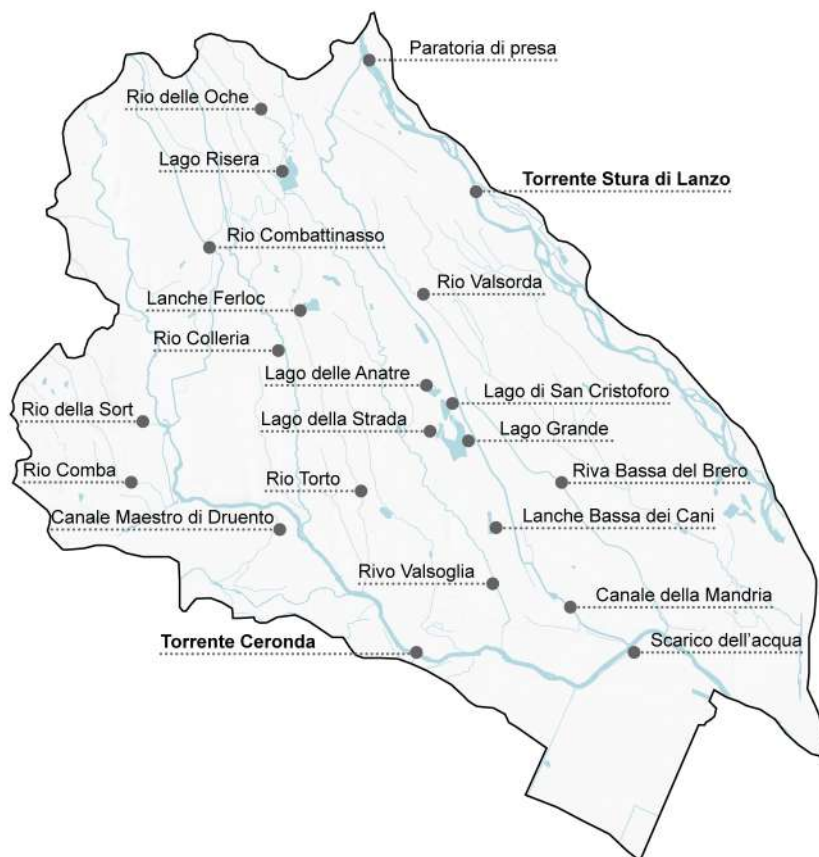 Paratoria di presa
Rio delle Oche
Lago Risera
Torrente Stura di Lanzo
Rio Combattinasso
Rio Valsorda
Lanche Ferloc
Rio Colleria
Lago delle Anatre
Lago di San Cristoforo
Rio della Sort
Lago della Strada
Lago Grande
Rio Comba
Rio Torto
Riva Bassa del Brero
Canale Maestro di Druento
Lanche Bassa dei Cani
Rivo Valsoglia
Canale della Mandria
Torrente Ceronda
Scarico dell'acqua